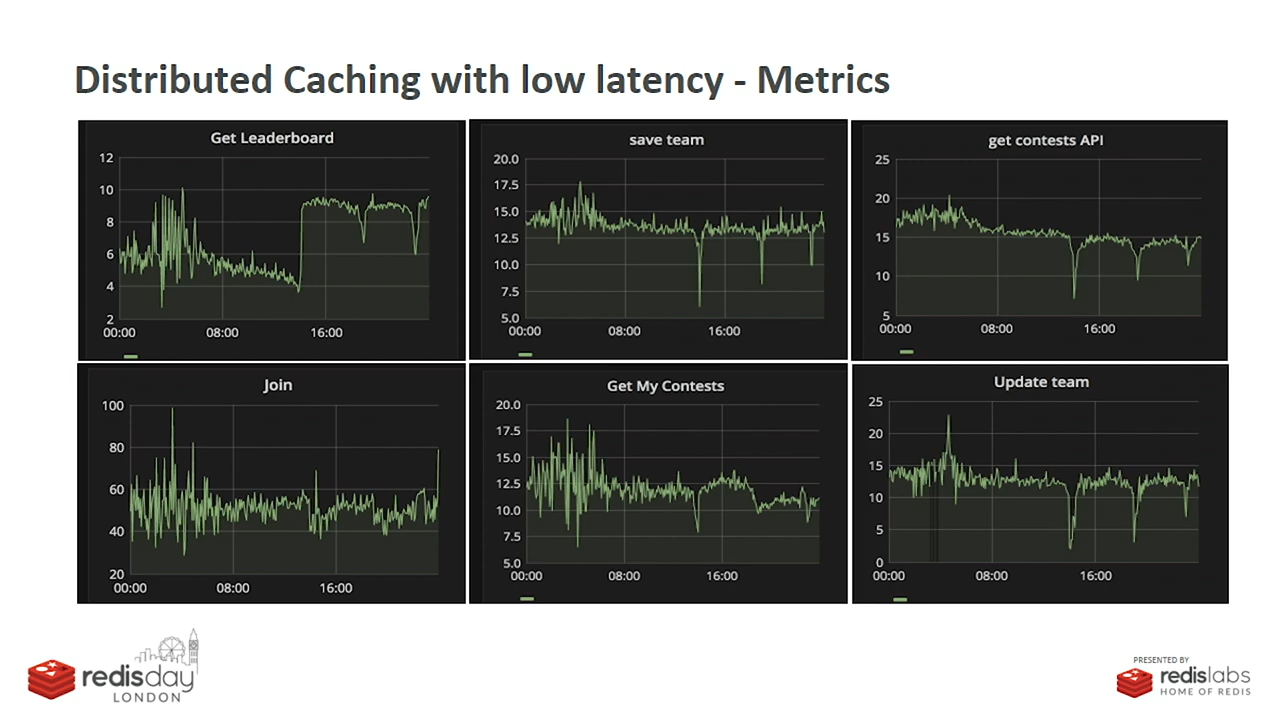 Distributed Caching with low latency - Metrics
Get Leaderboard
12
10
8
6
4
2
00:00 08:00 16:00
save team
20.0
17.5
15.0
12.5
10.0
7.5
5.0
00:00 08:00 16:00
get contests API
25
20
15
10
5
00:00 08:00 16:00
Join
100
80
60
40
20
00:00 08:00 16:00
Get My Contests
20.0
17.5
15.0
12.5
10.0
7.5
5.0
00:00 08:00 16:00
Update team
25
20
15
10
5
0
00:00 08:00 16:00
redisday
LONDON
PRESENTED BY
redislabs
HOME OF REDIS